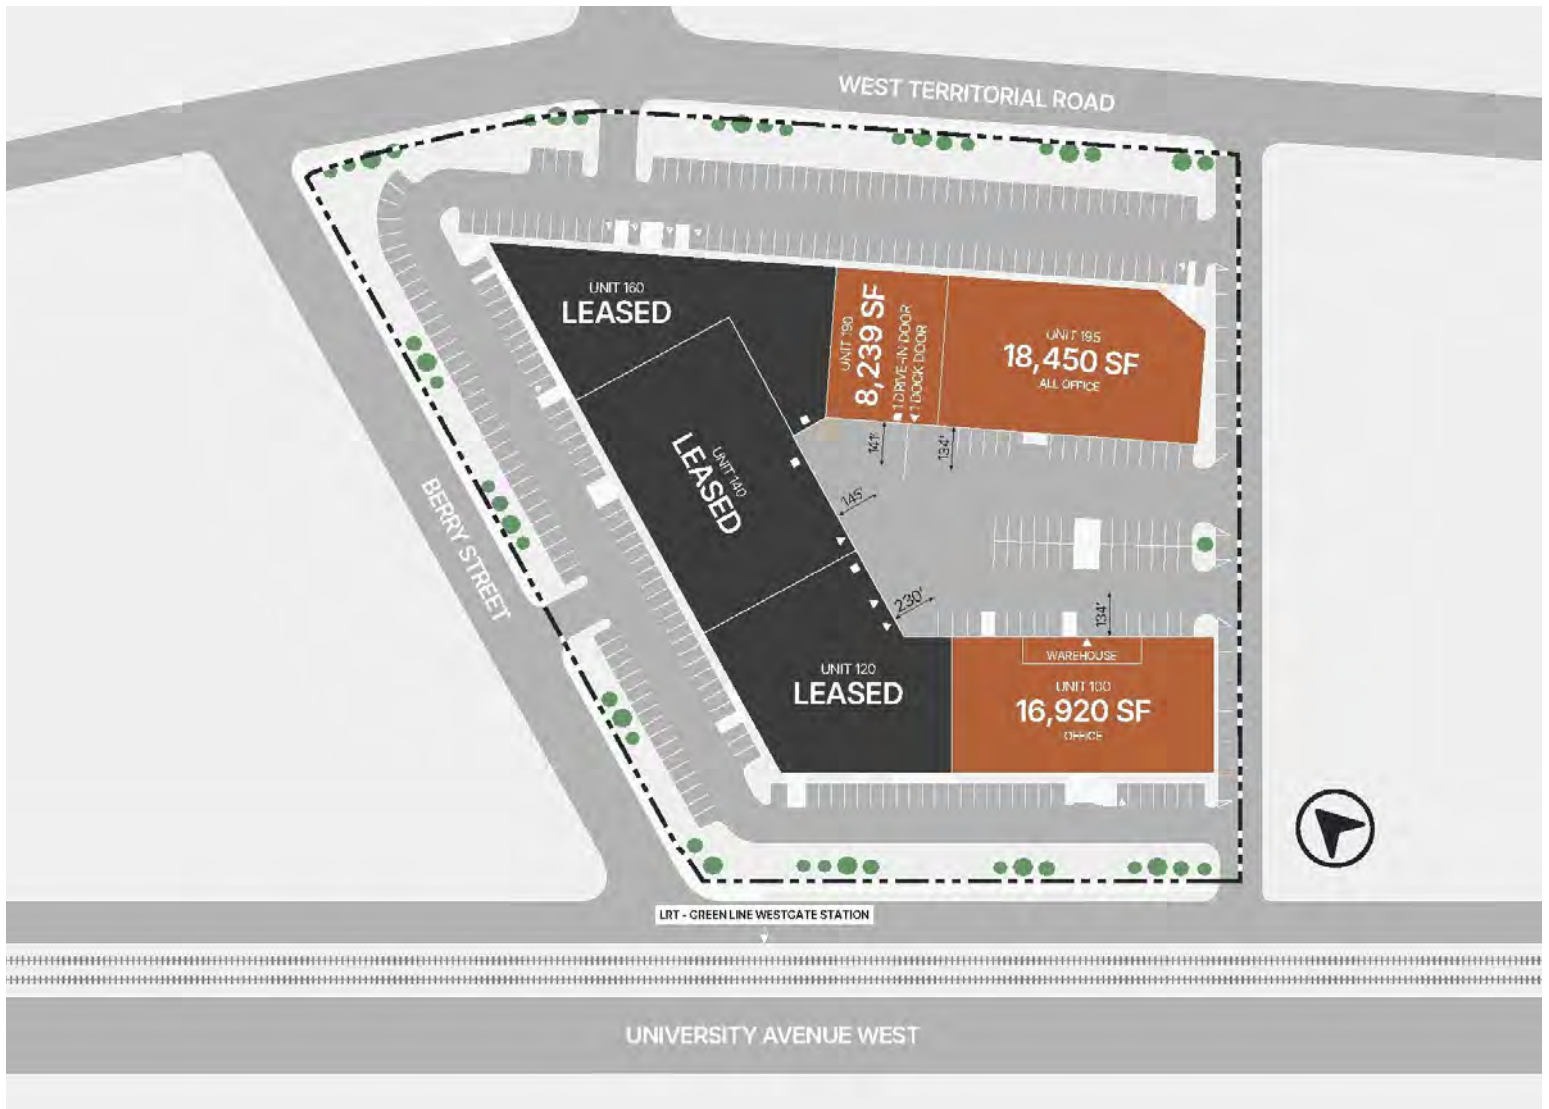 WEST TERRITORIAL ROAD
UNIT 160
LEASED
UNIT 190
8,239 SF
1 DRIVE-IN DOOR
1 DOCK DOOR
UNIT 195
18,450 SF
ALL OFFICE
141'
134'
145'
UNIT 140
LEASED
BERRY STREET
230'
134'
WAREHOUSE
UNIT 120
LEASED
UNIT 100
16,920 SF
OFFICE
LRT - GREEN LINE WESTGATE STATION
UNIVERSITY AVENUE WEST